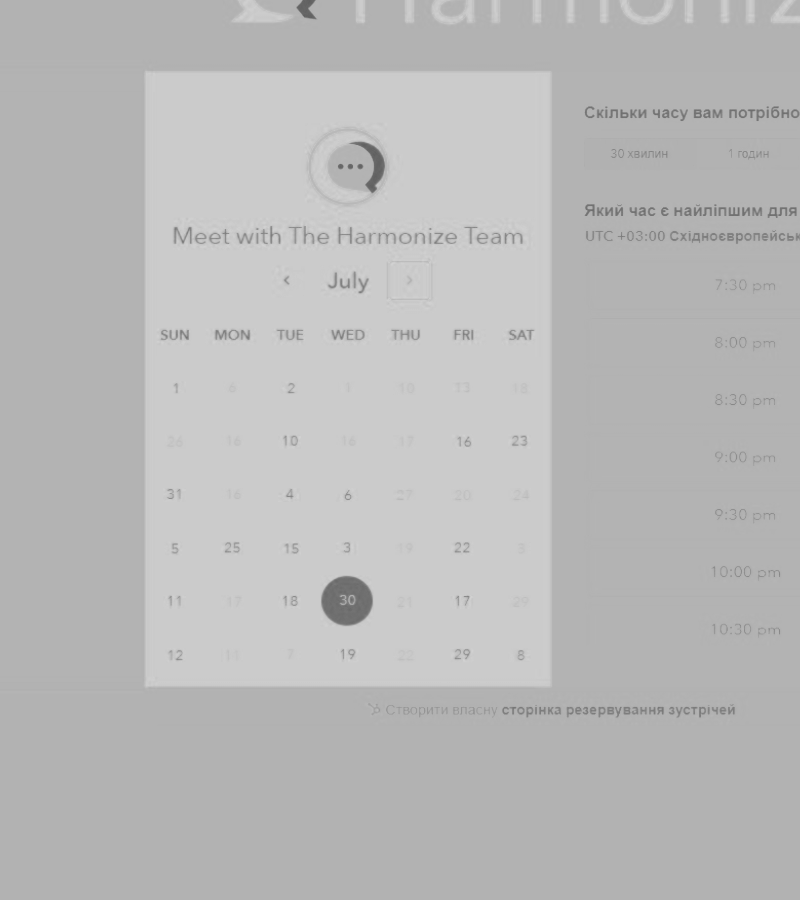 Harmoniz
Meet with The Harmonize Team
July
SUN MON TUE WED THU FRI SAT
1 6 2 1 10 13 18
26 16 10 16 17 16 23
31 16 4 6 27 20 24
5 25 15 3 19 22
11 17 18 30 21 17 29
12 11 7 19 22 29 8
Скільки часу вам потрібно
30 хвилин 1 годин
Який час є найліпшим для
UTC +03:00 Східноєвропейськ
7:30 pm
8:00 pm
8:30 pm
9:00 pm
9:30 pm
10:00 pm
10:30 pm
Створити власну сторінка резервування зустрічей